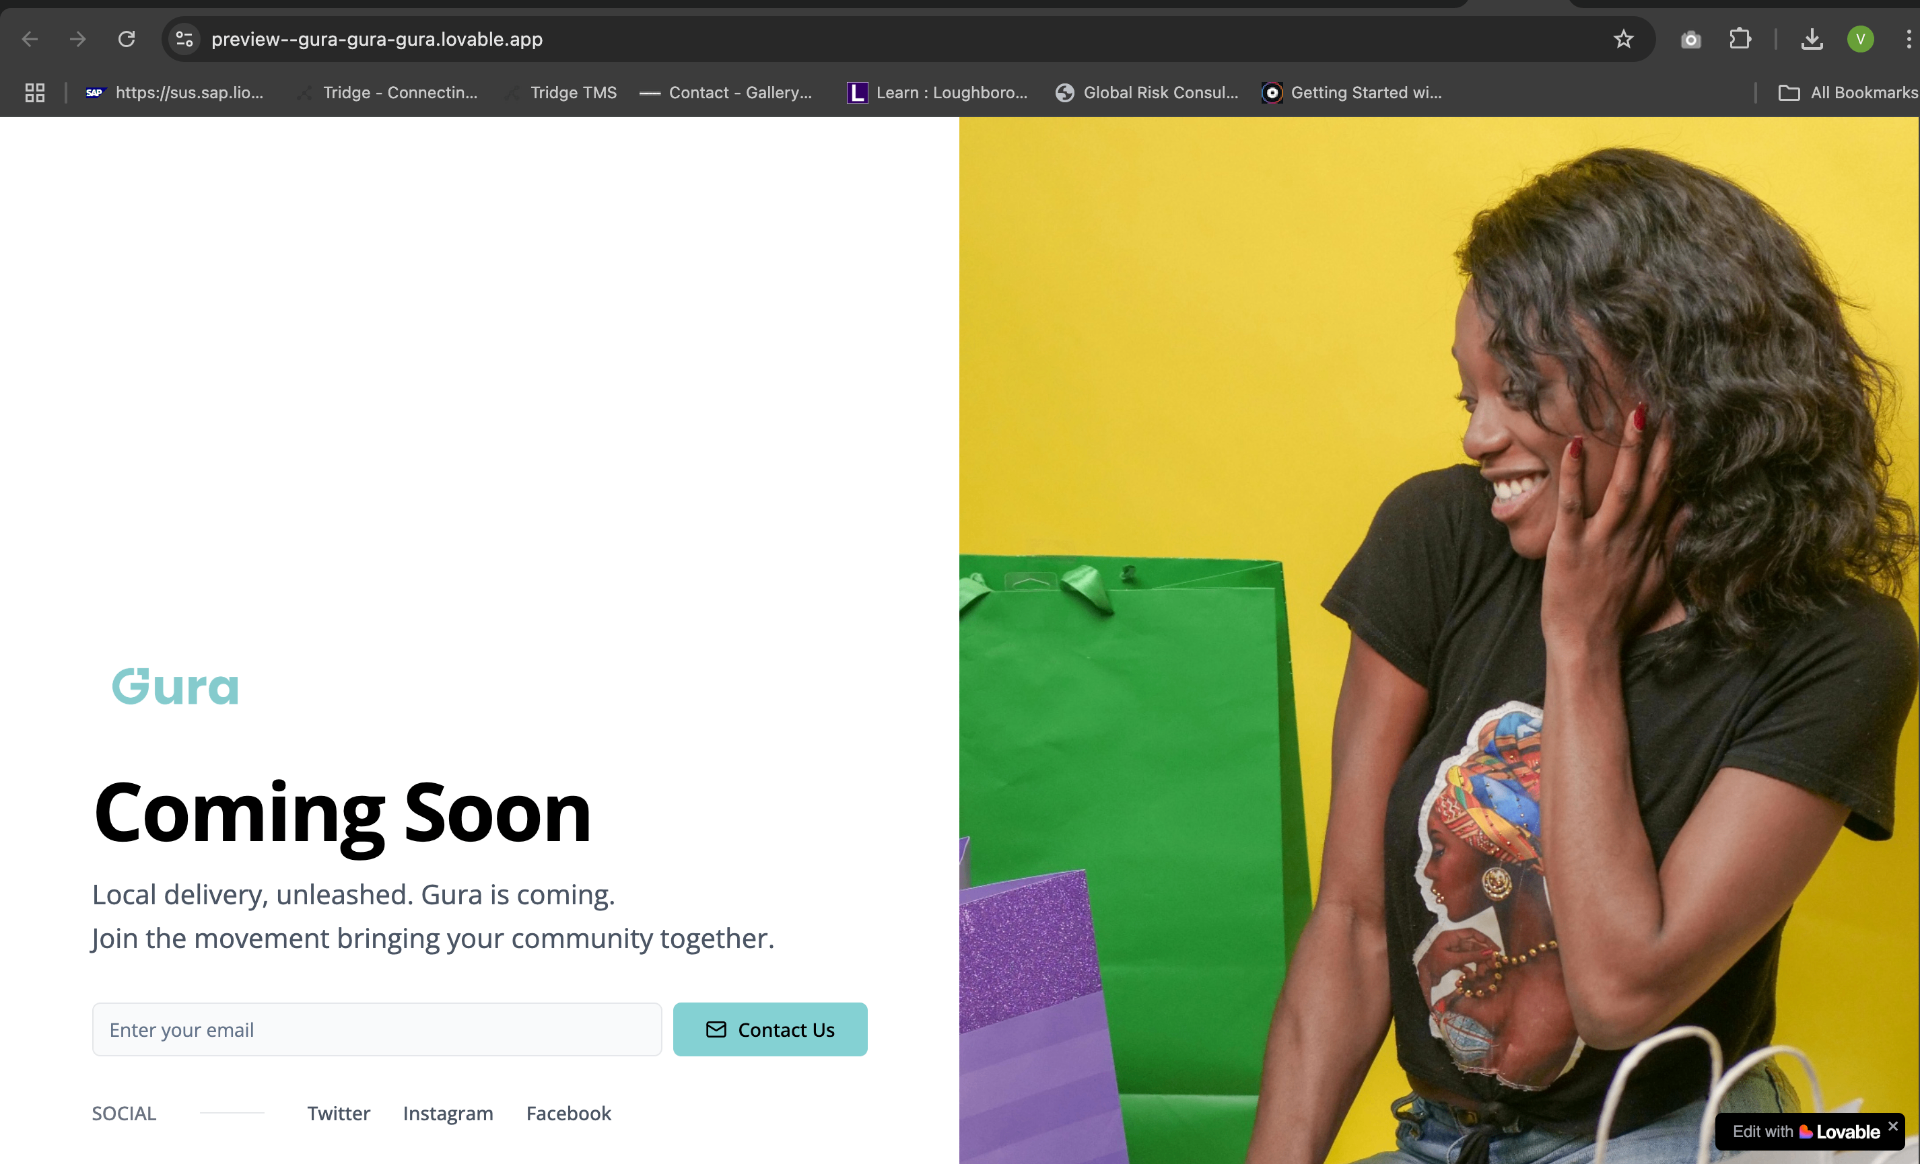 preview--gura-gura-gura.lovable.app
V
SAP https://sus.sap.lio... Tridge - Connectin... Tridge TMS Contact - Gallery... L Learn : Loughboro... Global Risk Consul... Getting Started wi... All Bookmarks
Gura
Coming Soon
Local delivery, unleashed. Gura is coming.
Join the movement bringing your community together.
Enter your email
Contact Us
SOCIAL Twitter Instagram Facebook
Edit with Lovable